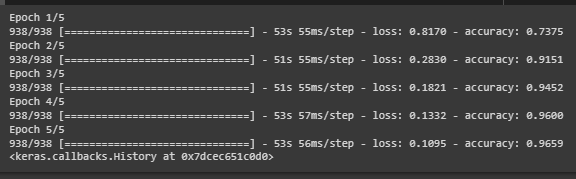 Epoch 1/5
938/938 [==============================] - 53s 55ms/step - loss: 0.8170 - accuracy: 0.7375
Epoch 2/5
938/938 [==============================] - 51s 55ms/step - loss: 0.2830 - accuracy: 0.9151
Epoch 3/5
938/938 [==============================] - 51s 55ms/step - loss: 0.1821 - accuracy: 0.9452
Epoch 4/5
938/938 [==============================] - 53s 57ms/step - loss: 0.1332 - accuracy: 0.9600
Epoch 5/5
938/938 [==============================] - 53s 56ms/step - loss: 0.1095 - accuracy: 0.9659
<keras.callbacks.History at 0x7dcec651c0d0>